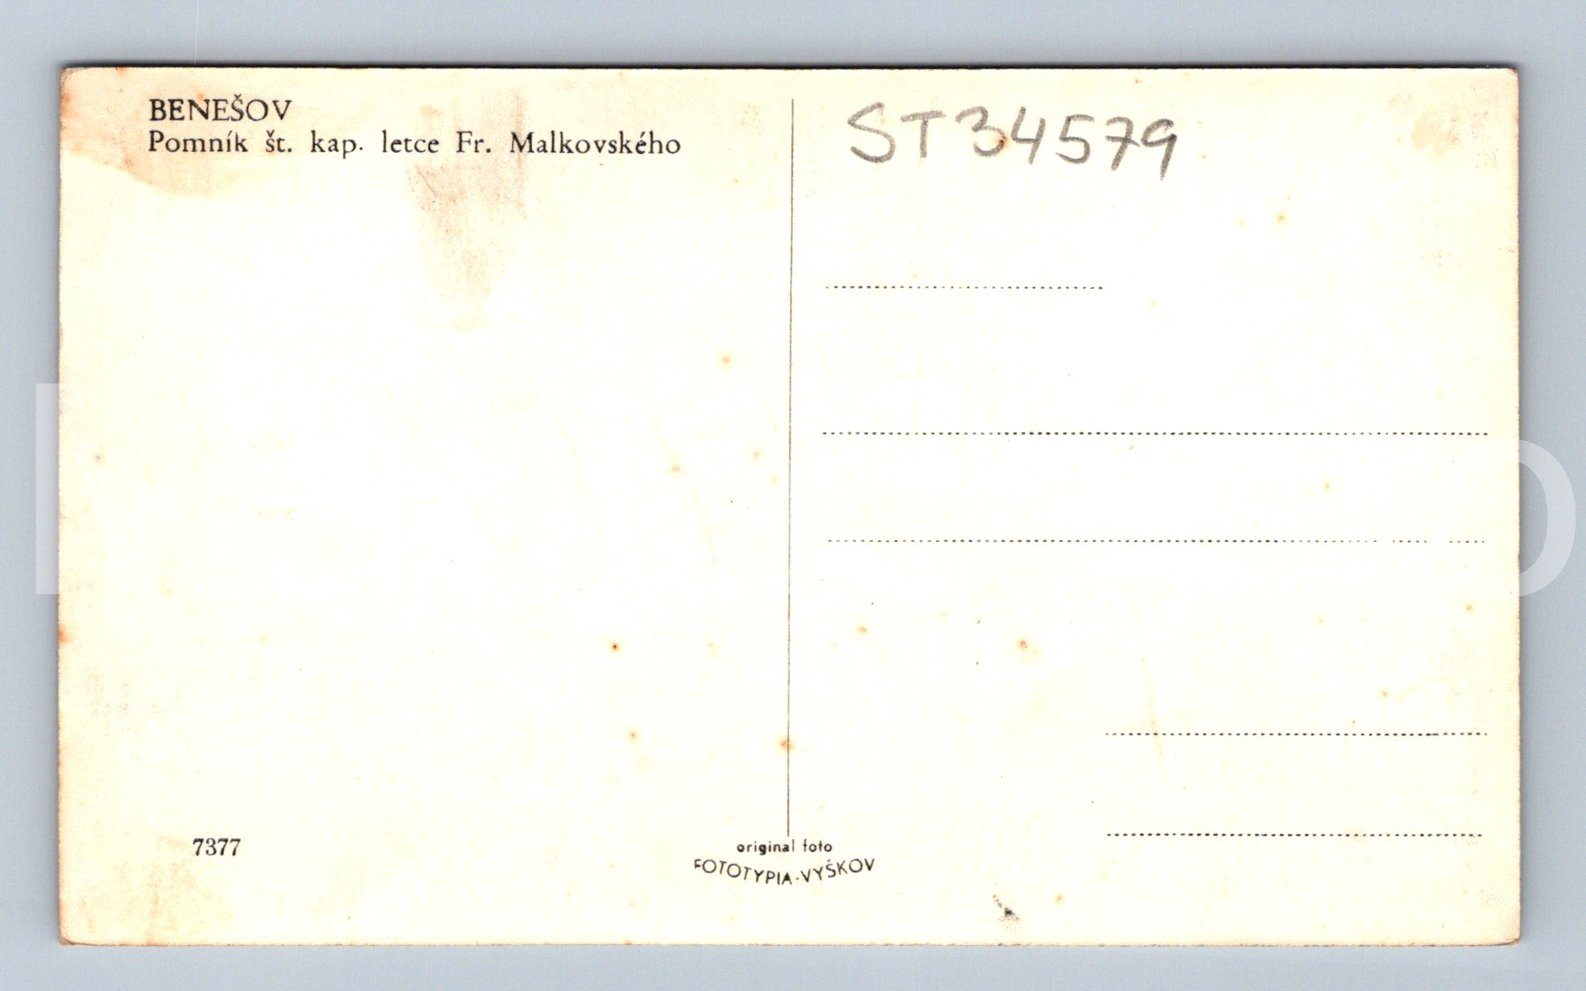 BENEŠOV
Pomník št. kap. letce Fr. Malkovského
ST34579
7377
original foto
FOTOTYPIA-VYŠKOV